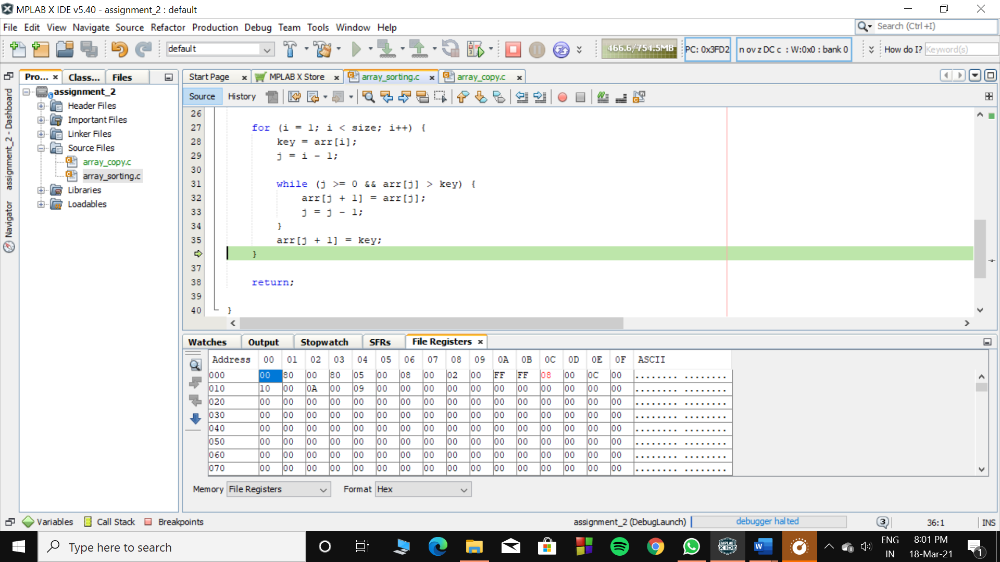 MPLAB X IDE v5.40 - assignment_2 : default
File Edit View Navigate Source Refactor Production Debug Team Tools Window Help
Search (Ctrl+I)
default
466.6/754.5MB
PC: 0x3FD2
n ov z DC c : W:0x0 : bank 0
How do I?
Keyword(s)
Pro...
Class...
Files
Start Page
MPLAB X Store
array_sorting.c
array_copy.c
assignment_2 - Dashboard
Navigator
assignment_2
Header Files
Important Files
Linker Files
Source Files
array_copy.c
array_sorting.c
Libraries
Loadables
Source History
26
27 for (i = 1; i < size; i++) {
28 key = arr[i];
29 j = i - 1;
30
31 while (j >= 0 && arr[j] > key) {
32 arr[j + 1] = arr[j];
33 j = j - 1;
34 }
35 arr[j + 1] = key;
}
37
38 return;
39
40 }
Watches Output Stopwatch SFRs File Registers
Address 00 01 02 03 04 05 06 07 08 09 0A 0B 0C 0D 0E 0F ASCII
000 00 80 00 80 05 00 08 00 02 00 FF FF 08 00 0C 00 ........ ........
010 10 00 0A 00 09 00 00 00 00 00 00 00 00 00 00 00 ........ ........
020 00 00 00 00 00 00 00 00 00 00 00 00 00 00 00 00 ........ ........
030 00 00 00 00 00 00 00 00 00 00 00 00 00 00 00 00 ........ ........
040 00 00 00 00 00 00 00 00 00 00 00 00 00 00 00 00 ........ ........
050 00 00 00 00 00 00 00 00 00 00 00 00 00 00 00 00 ........ ........
060 00 00 00 00 00 00 00 00 00 00 00 00 00 00 00 00 ........ ........
070 00 00 00 00 00 00 00 00 00 00 00 00 00 00 00 00 ........ ........
Memory File Registers Format Hex
Variables Call Stack Breakpoints
assignment_2 (DebugLaunch)
debugger halted
3
36:1
INS
Type here to search
MPLAB
X IDE
W
ENG
IN
8:01 PM
18-Mar-21
1